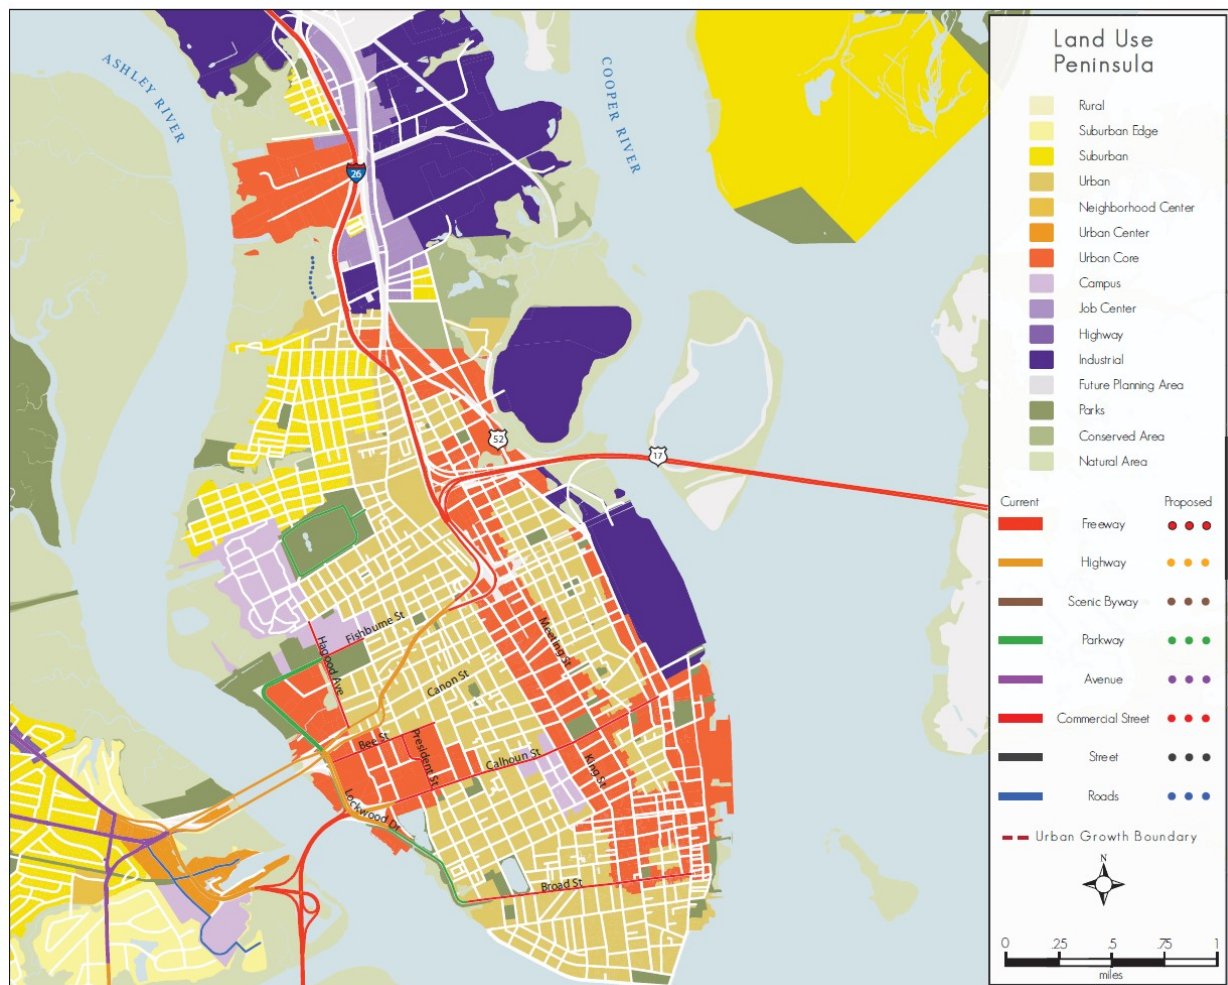 ASHLEY RIVER
COOPER RIVER
26
52
17
Fishburne St
Hagood Ave
Meeting St
Canon St
Bee St
President St
Calhoun St
King St
Lockwood Dr
Broad St
Land Use
Peninsula
Rural
Suburban Edge
Suburban
Urban
Neighborhood Center
Urban Center
Urban Core
Campus
Job Center
Highway
Industrial
Future Planning Area
Parks
Conserved Area
Natural Area
Current Proposed
Freeway
Highway
Scenic Byway
Parkway
Avenue
Commercial Street
Street
Roads
Urban Growth Boundary
N
0 .25 .5 .75 1
miles